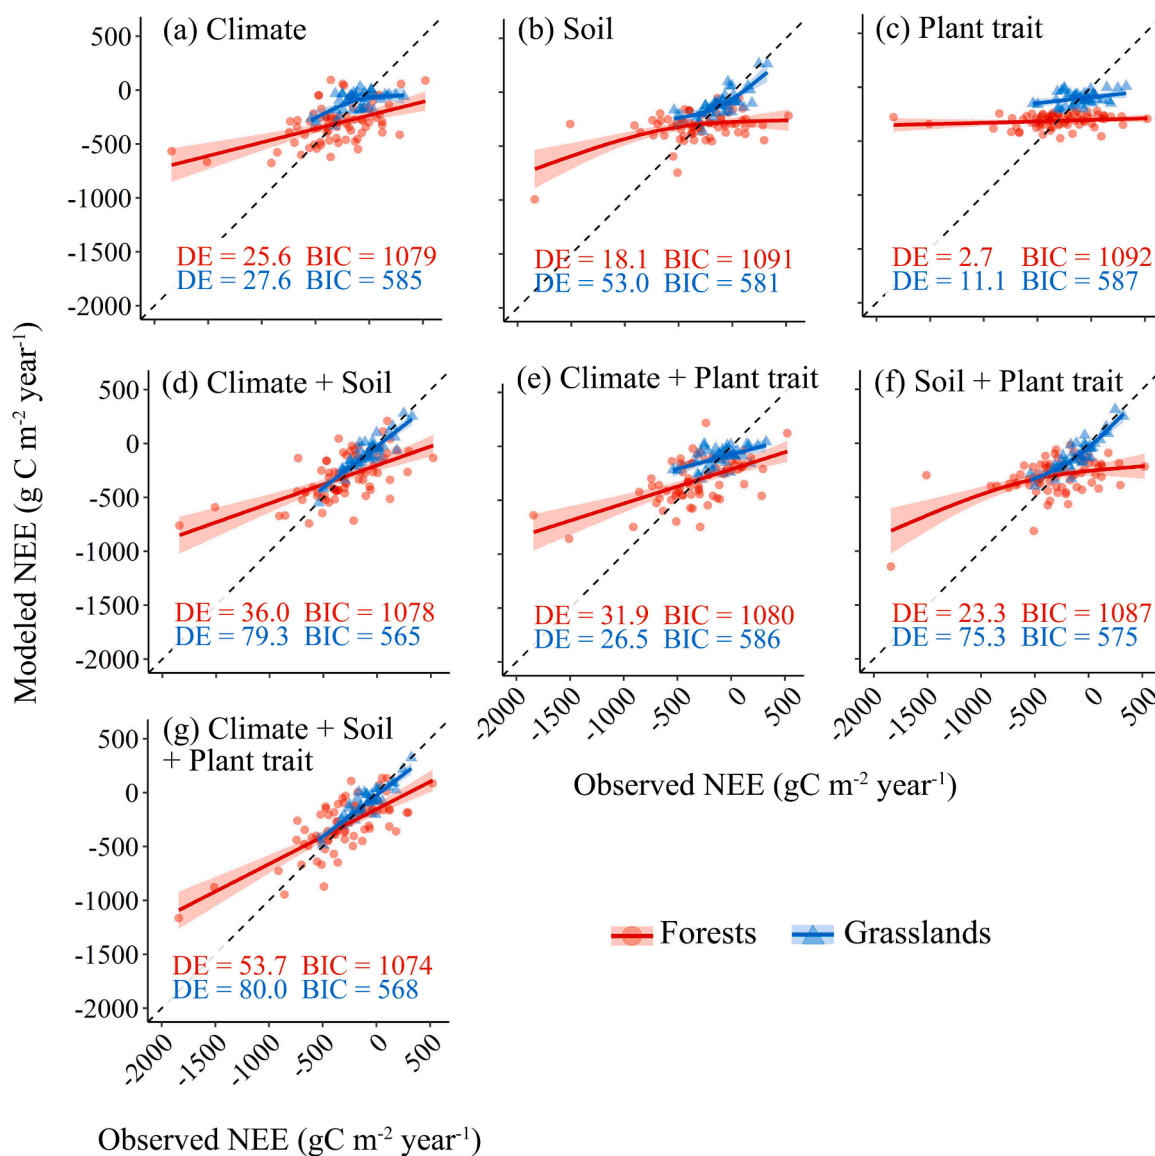 (a) Climate
(b) Soil
(c) Plant trait
500
0
-500
-1000
-1500
-2000
DE = 25.6 BIC = 1079
DE = 27.6 BIC = 585
DE = 18.1 BIC = 1091
DE = 53.0 BIC = 581
DE = 2.7 BIC = 1092
DE = 11.1 BIC = 587
Modeled NEE (g C m-2 year-1)
(d) Climate + Soil
(e) Climate + Plant trait
(f) Soil + Plant trait
500
0
-500
-1000
-1500
-2000
DE = 36.0 BIC = 1078
DE = 79.3 BIC = 565
DE = 31.9 BIC = 1080
DE = 26.5 BIC = 586
DE = 23.3 BIC = 1087
DE = 75.3 BIC = 575
-2000 -1500 -1000 -500 0 500
-2000 -1500 -1000 -500 0 500
Observed NEE (gC m-2 year-1)
(g) Climate + Soil
+ Plant trait
500
0
-500
-1000
-1500
-2000
DE = 53.7 BIC = 1074
DE = 80.0 BIC = 568
Forests Grasslands
-2000 -1500 -1000 -500 0 500
Observed NEE (gC m-2 year-1)